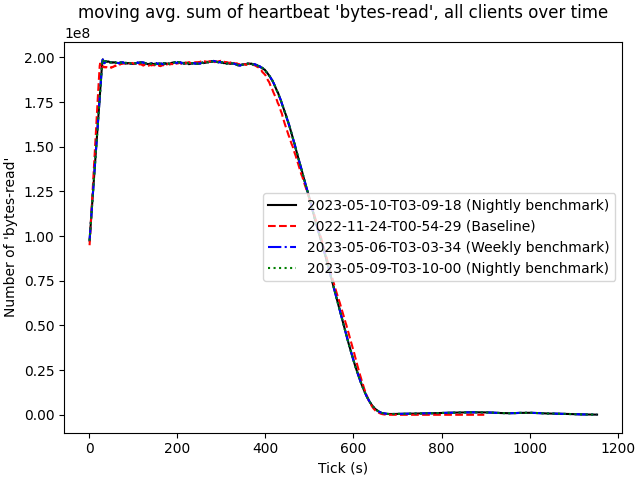 moving avg. sum of heartbeat 'bytes-read', all clients over time
1e8
2.00
1.75
1.50
1.25
1.00
0.75
0.50
0.25
0.00
Number of 'bytes-read'
2023-05-10-T03-09-18 (Nightly benchmark)
2022-11-24-T00-54-29 (Baseline)
2023-05-06-T03-03-34 (Weekly benchmark)
2023-05-09-T03-10-00 (Nightly benchmark)
0 200 400 600 800 1000 1200
Tick (s)